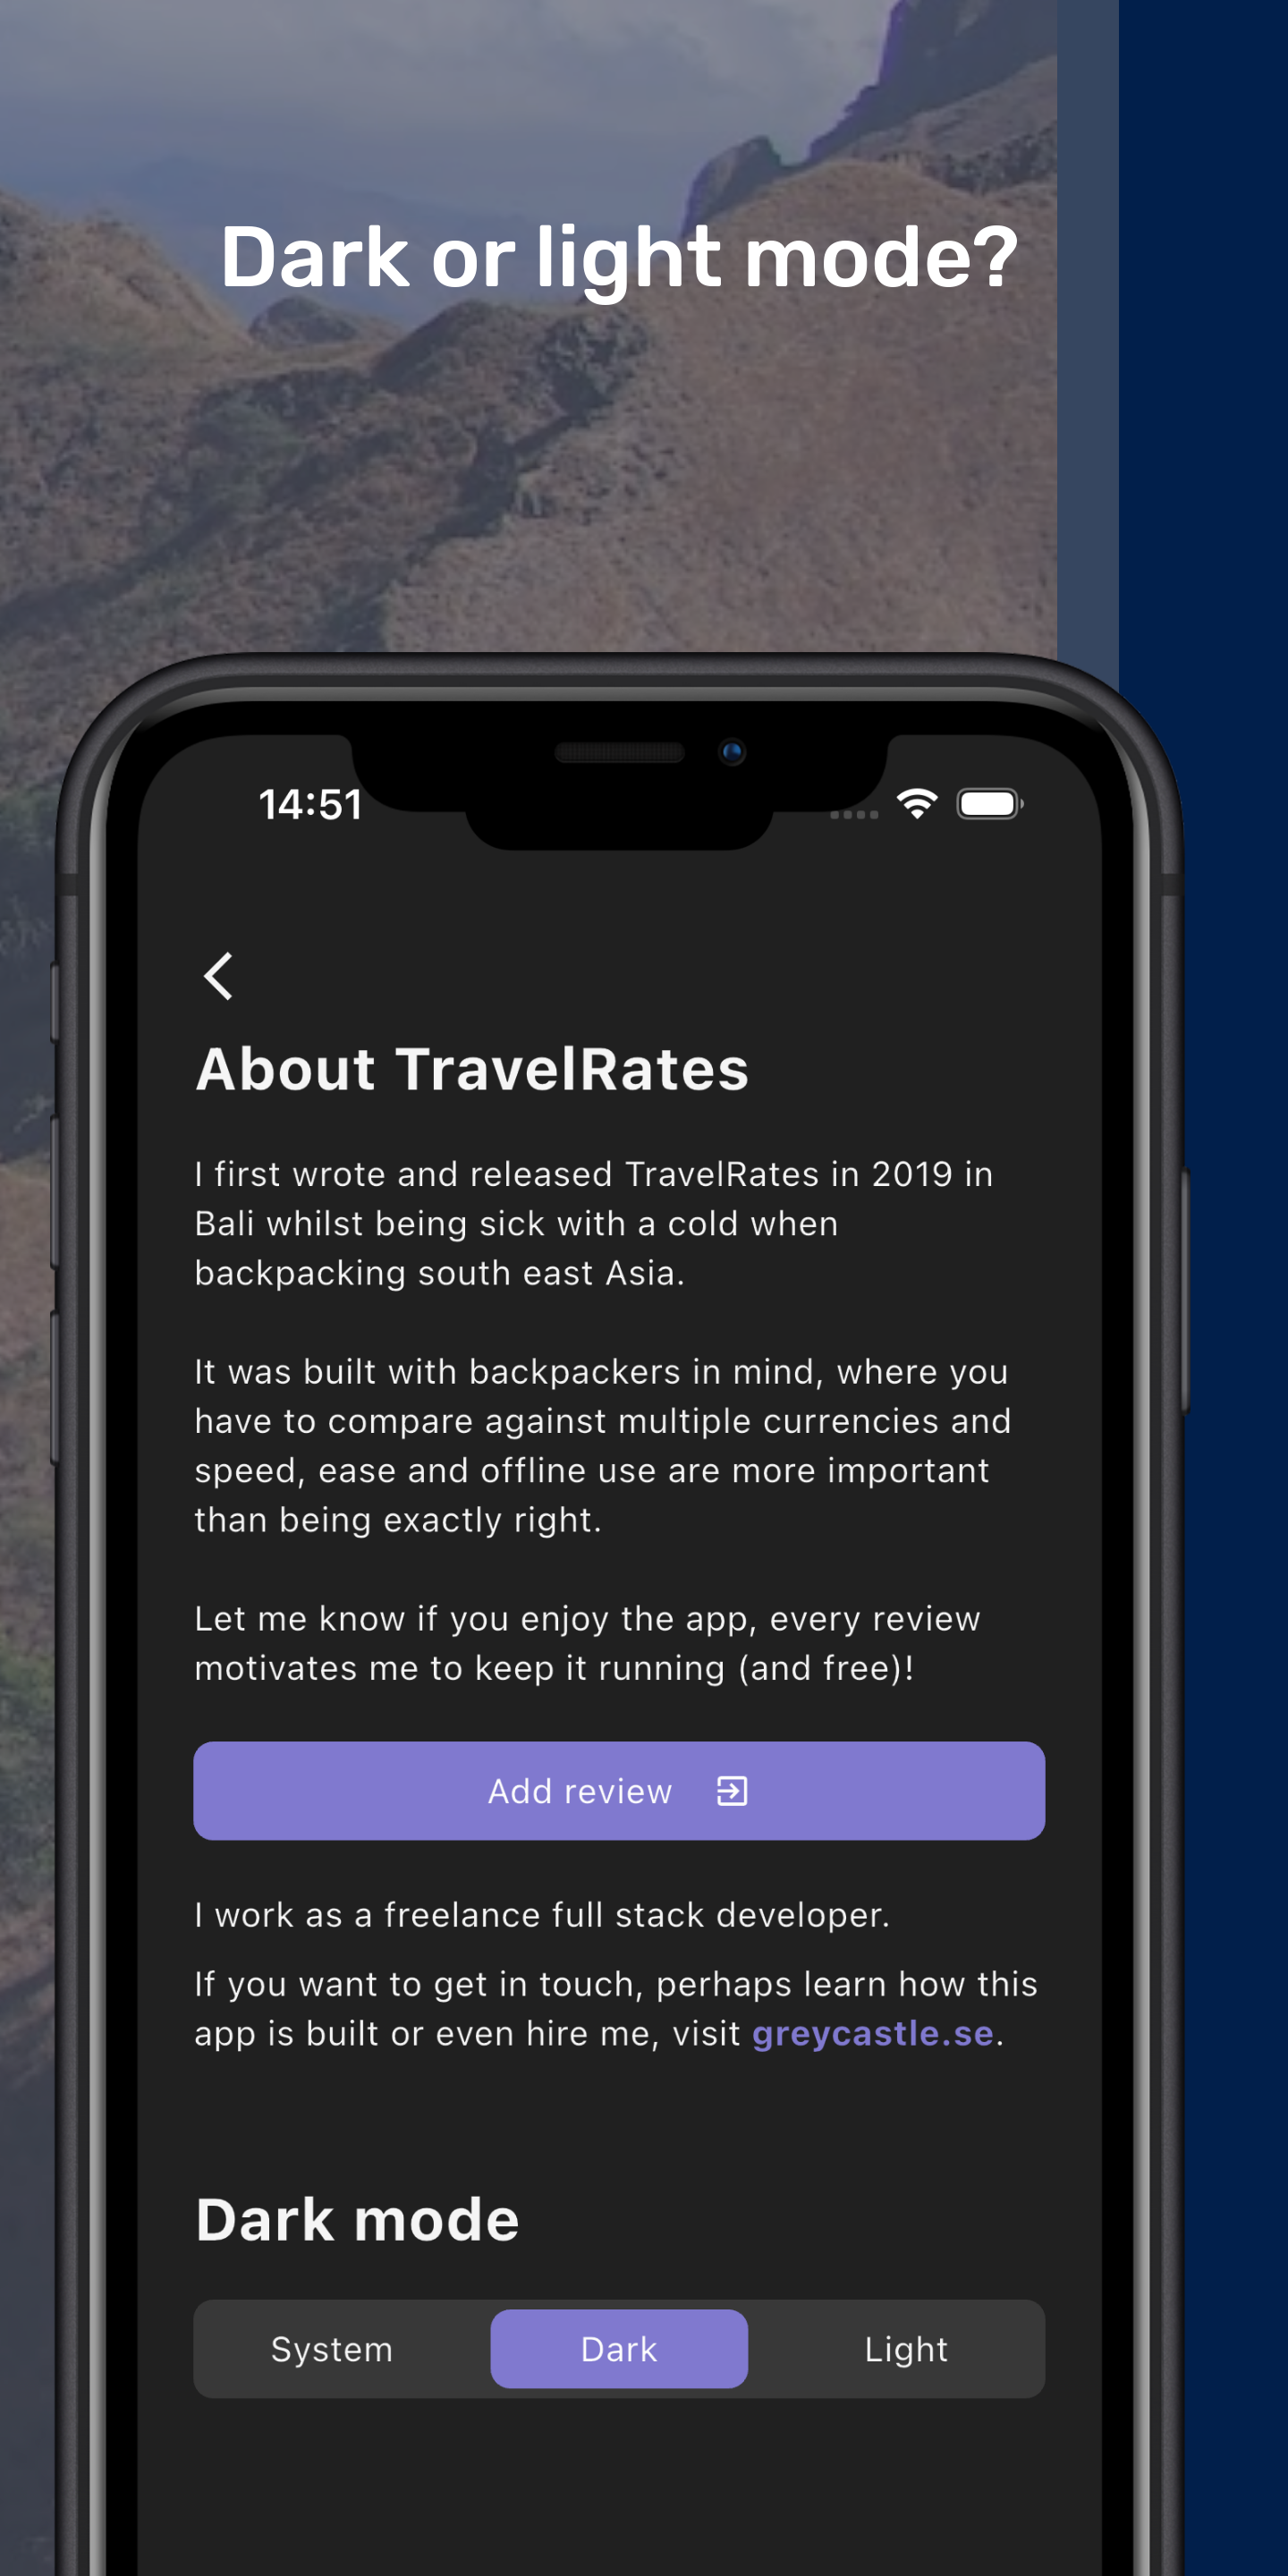 Dark or light mode?
14:51
About TravelRates
I first wrote and released TravelRates in 2019 in
Bali whilst being sick with a cold when
backpacking south east Asia.
It was built with backpackers in mind, where you
have to compare against multiple currencies and
speed, ease and offline use are more important
than being exactly right.
Let me know if you enjoy the app, every review
motivates me to keep it running (and free)!
Add review
I work as a freelance full stack developer.
If you want to get in touch, perhaps learn how this
app is built or even hire me, visit greycastle.se.
Dark mode
System Dark Light